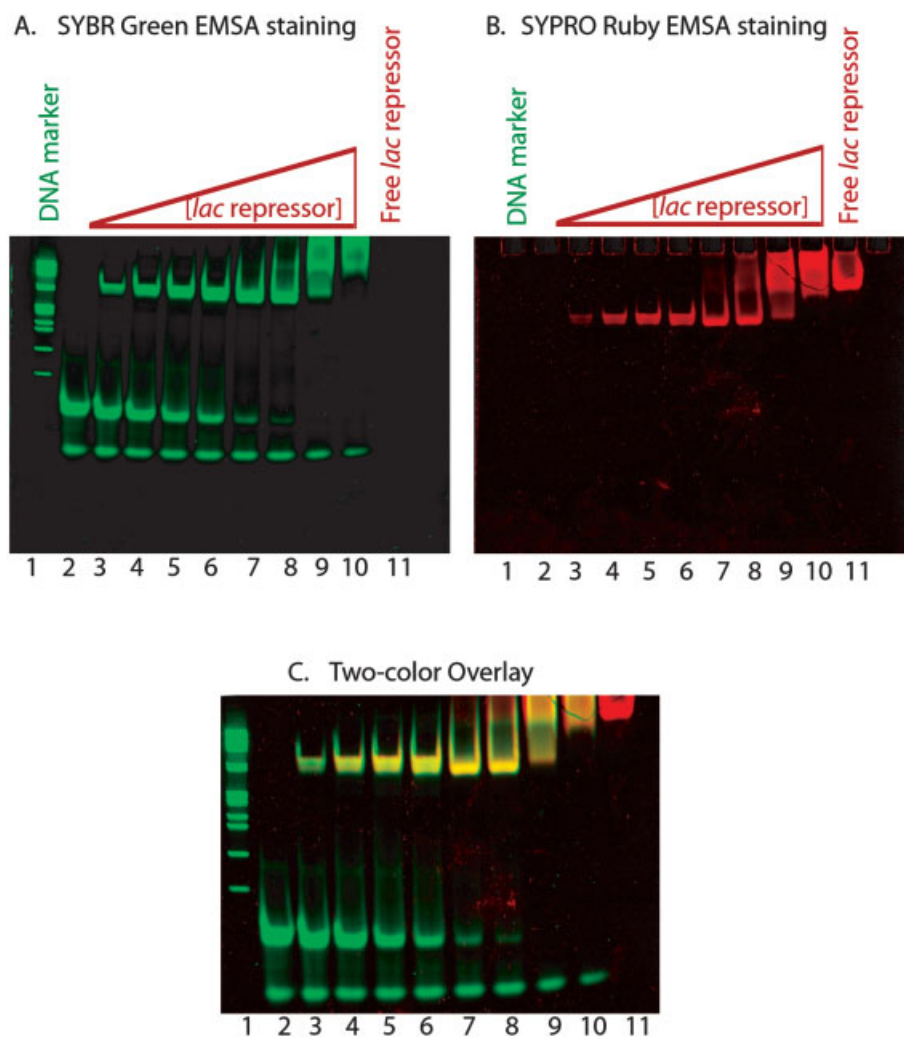 A. SYBR Green EMSA staining
DNA marker
[lac repressor]
Free lac repressor
1 2 3 4 5 6 7 8 9 10 11
B. SYPRO Ruby EMSA staining
DNA marker
[lac repressor]
Free lac repressor
1 2 3 4 5 6 7 8 9 10 11
C. Two-color Overlay
1 2 3 4 5 6 7 8 9 10 11